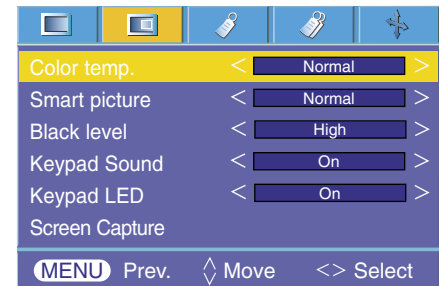 Color temp. < Normal >
Smart picture < Normal >
Black level < High >
Keypad Sound < On >
Keypad LED < On >
Screen Capture
MENU Prev. Move <> Select